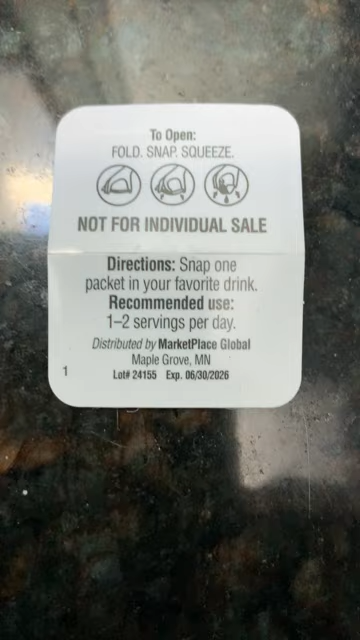 To Open:
FOLD. SNAP. SQUEEZE.
NOT FOR INDIVIDUAL SALE
Directions: Snap one
packet in your favorite drink.
Recommended use:
1–2 servings per day.
Distributed by MarketPlace Global
Maple Grove, MN
1
Lot# 24155 Exp. 06/30/2026